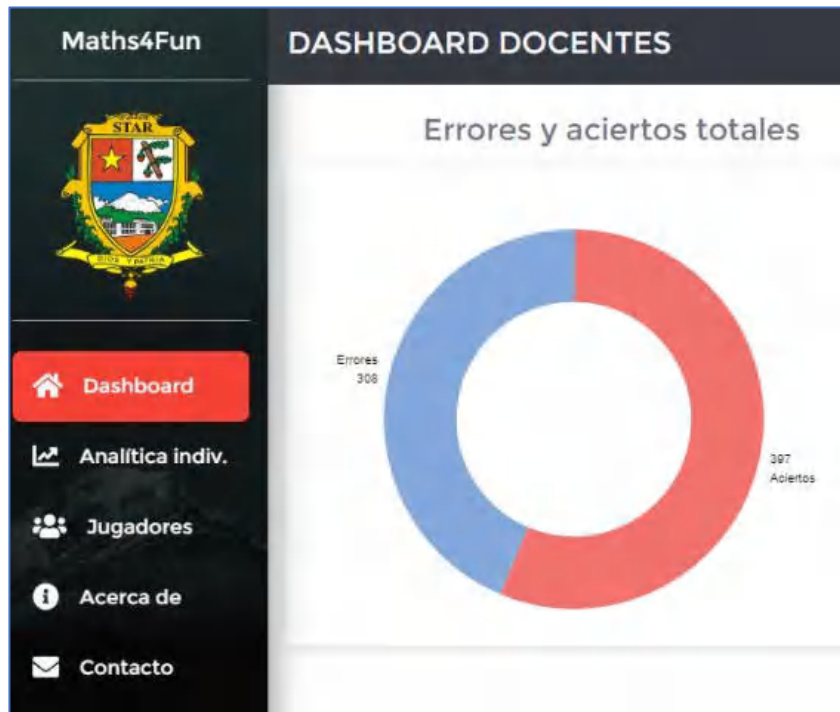 Maths4Fun
DASHBOARD DOCENTES
STAR
DIOS Y PATRIA
Dashboard
Analítica indiv.
Jugadores
Acerca de
Contacto
Errores y aciertos totales
Errores
308
397
Aciertos